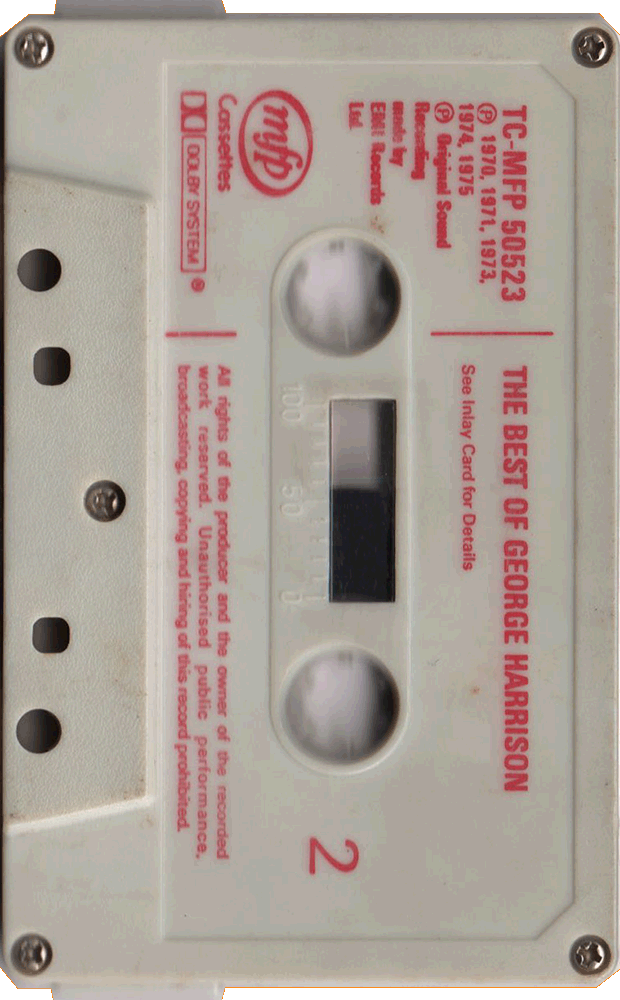 TC-MFP 50523
Ⓟ 1970, 1971, 1973,
1974, 1975
Ⓟ Original Sound
Recording
made by
EMI Records
Ltd.
THE BEST OF GEORGE HARRISON
See Inlay Card for Details
100 50 0
2
mfp
Cassettes
DOLBY SYSTEM ®
All rights of the producer and the owner of the recorded
work reserved. Unauthorised public performance,
broadcasting, copying and hiring of this record prohibited.